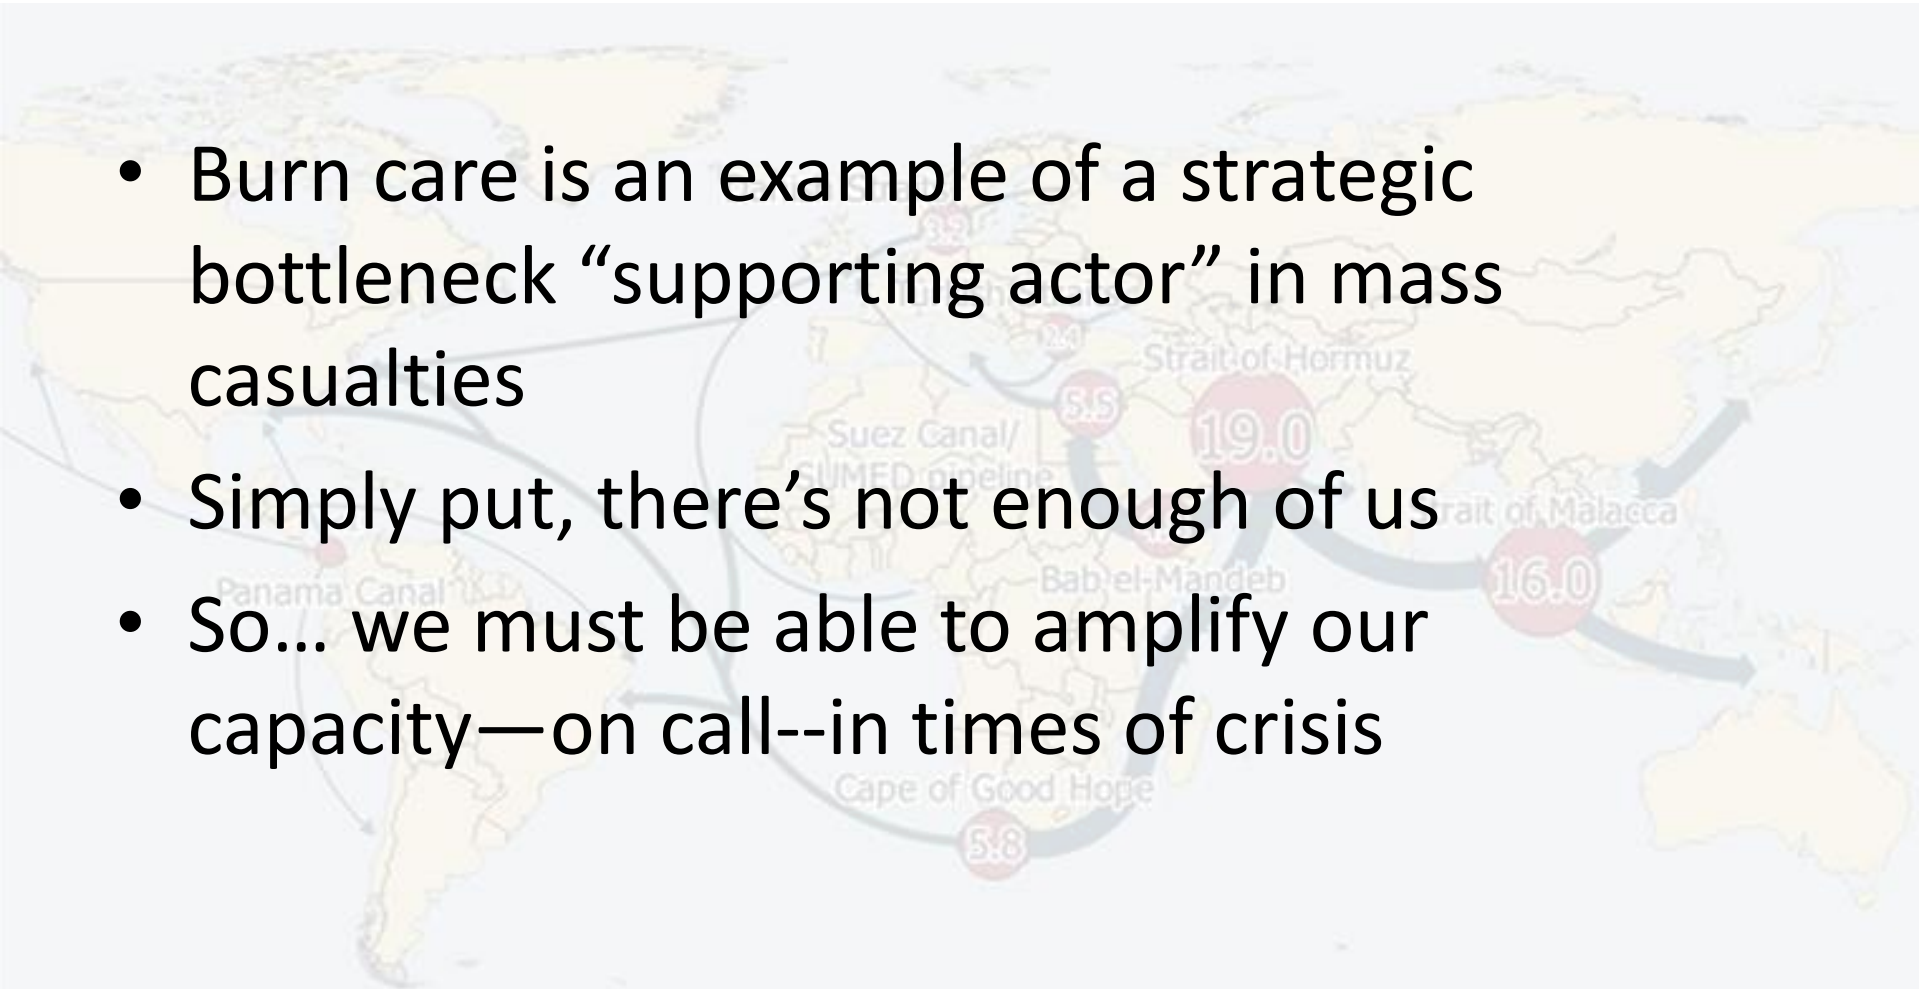 • Burn care is an example of a strategic
bottleneck “supporting actor” in mass
casualties
• Simply put, there’s not enough of us
• So… we must be able to amplify our
capacity—on call--in times of crisis
3.2
2.4
Strait of Hormuz
5.5
19.0
Suez Canal/
SUMED pipeline
Strait of Malacca
16.0
Bab el-Mandeb
Panama Canal
Cape of Good Hope
5.8